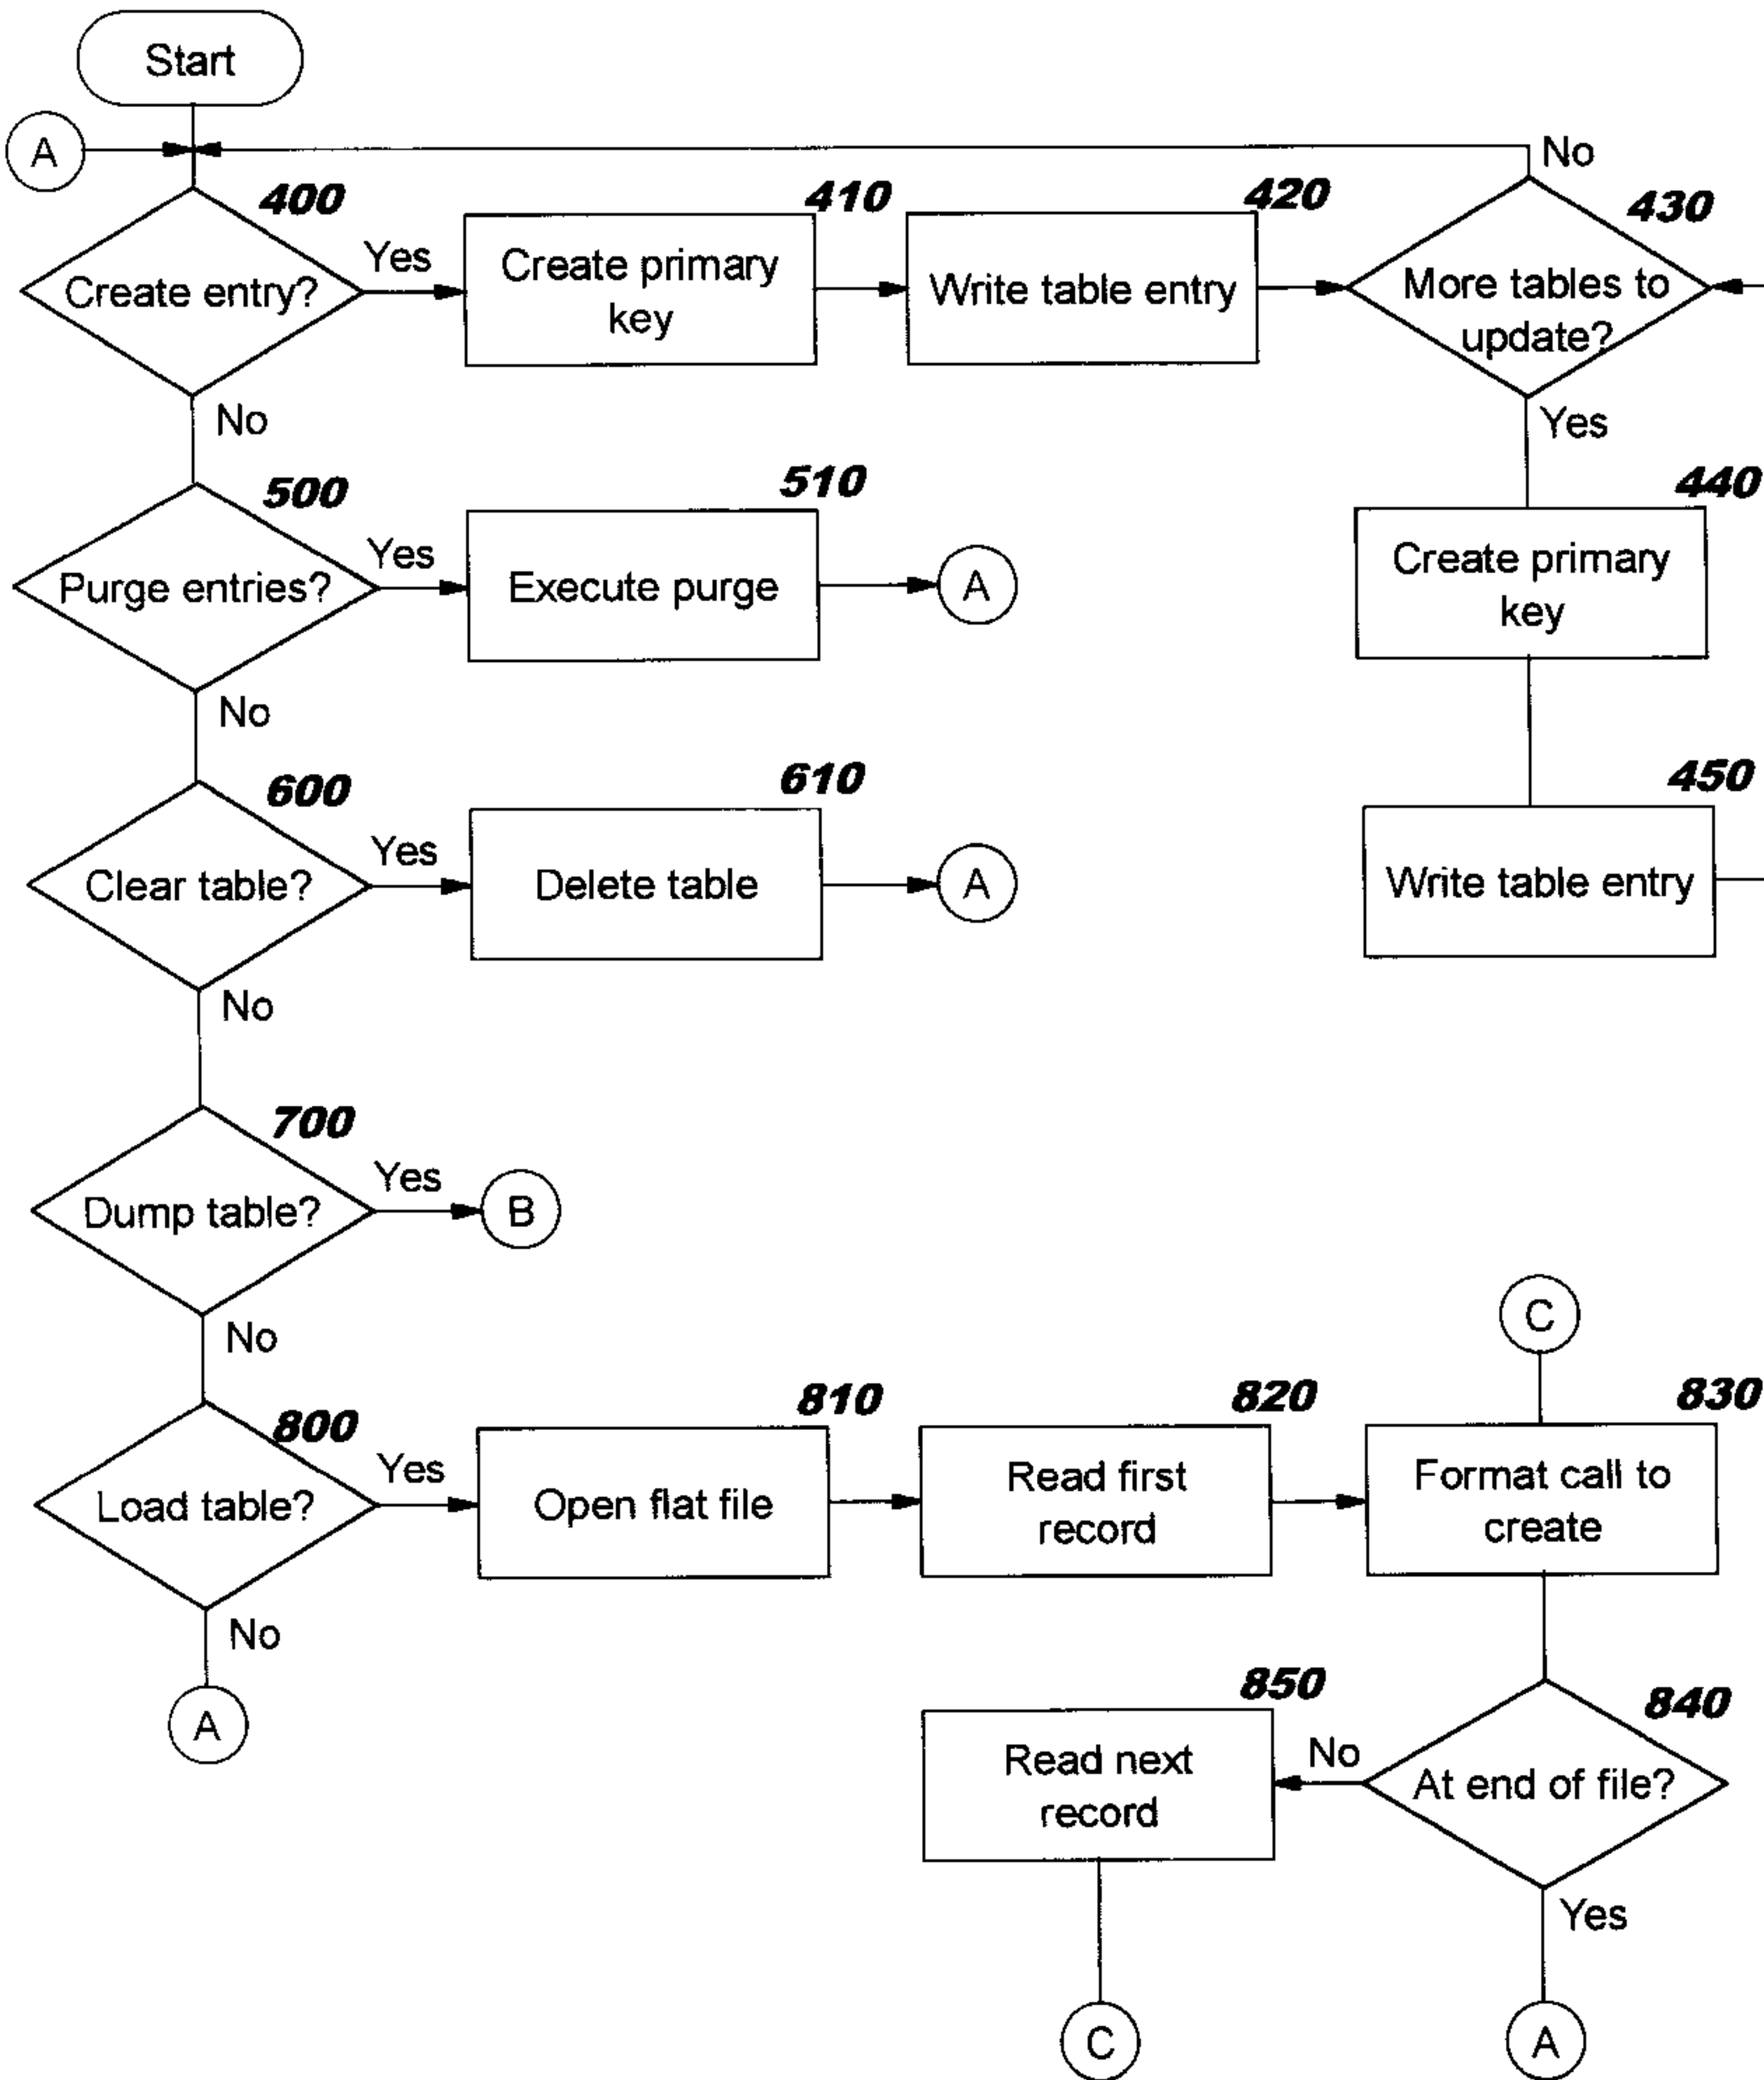 Start
A
No
400
410
420
430
Yes
Create entry?
Create primary
key
Write table entry
More tables to
update?
No
Yes
500
510
440
Yes
Purge entries?
Execute purge
A
Create primary
key
No
600
610
450
Yes
Clear table?
Delete table
A
Write table entry
No
700
Yes
Dump table?
B
No
C
800
810
820
830
Yes
Load table?
Open flat file
Read first
record
Format call to
create
No
A
850
840
Read next
record
No
At end of file?
Yes
C
A